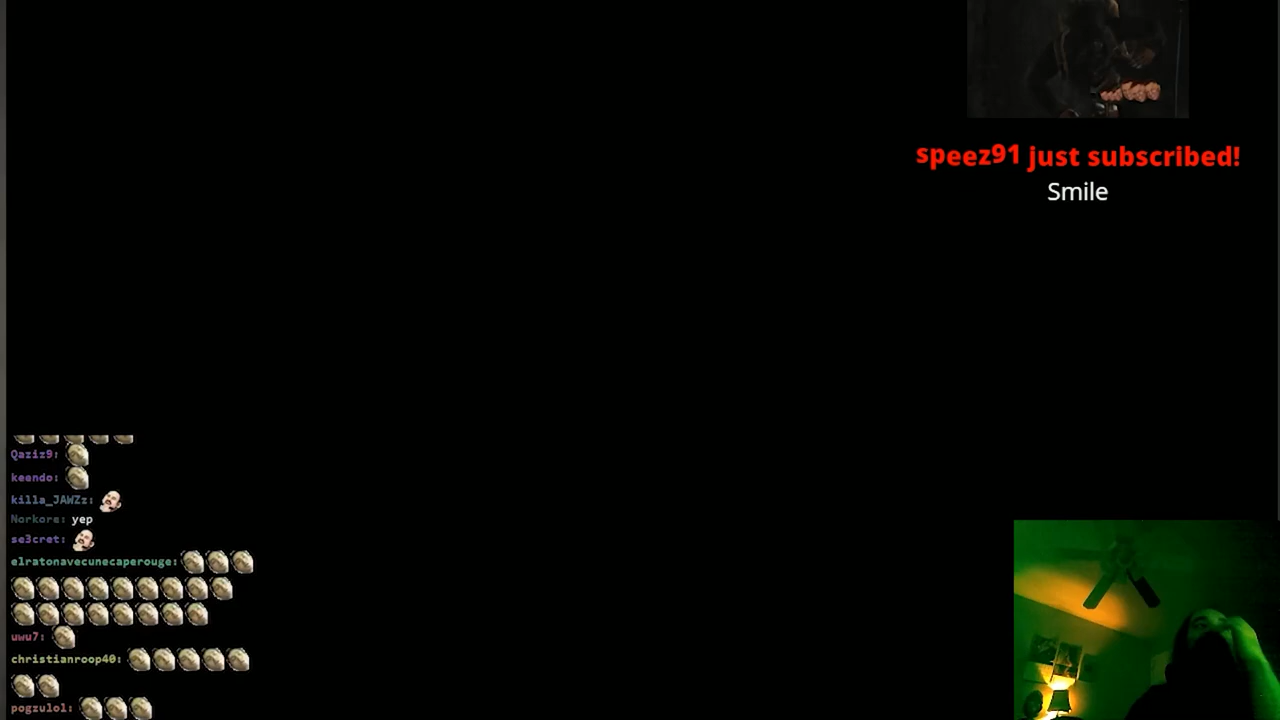 speez91 just subscribed!
Smile
Qaziz9:
keendo:
killa_JAWZz:
Norkore: yep
se3cret:
elratonavecunecaperouge:
uwu7:
christianroop40:
pogzulol: